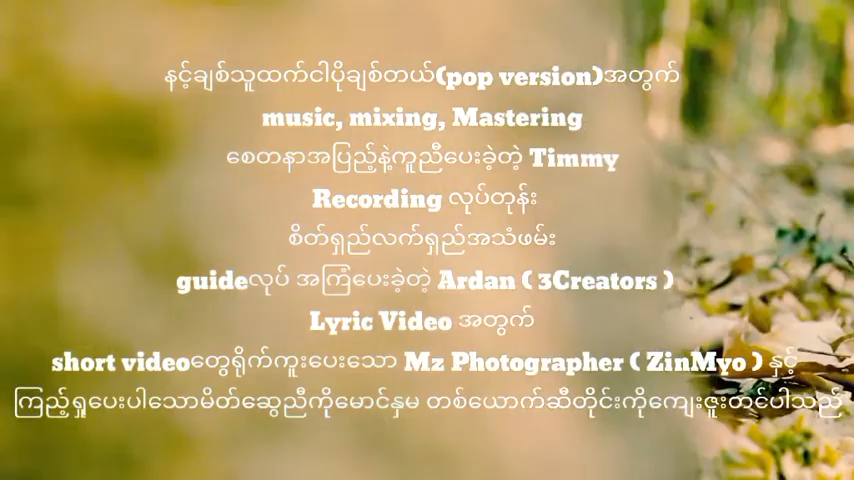 နင့်ချစ်သူထက်ငါပိုချစ်တယ်(pop version)အတွက်
music, mixing, Mastering
စေတနာအပြည့်နဲ့ကူညီပေးခဲ့တဲ့ Timmy
Recording လုပ်တုန်း
စိတ်ရှည်လက်ရှည်အသံဖမ်း
guideလုပ် အကြံပေးခဲ့တဲ့ Ardan ( 3Creators )
Lyric Video အတွက်
short videoတွေရိုက်ကူးပေးသော Mz Photographer ( ZinMyo ) နှင့်
ကြည့်ရှုပေးပါသောမိတ်ဆွေညီကိုမောင်နှမ တစ်ယောက်ဆီတိုင်းကိုကျေးဇူးတင်ပါသည်